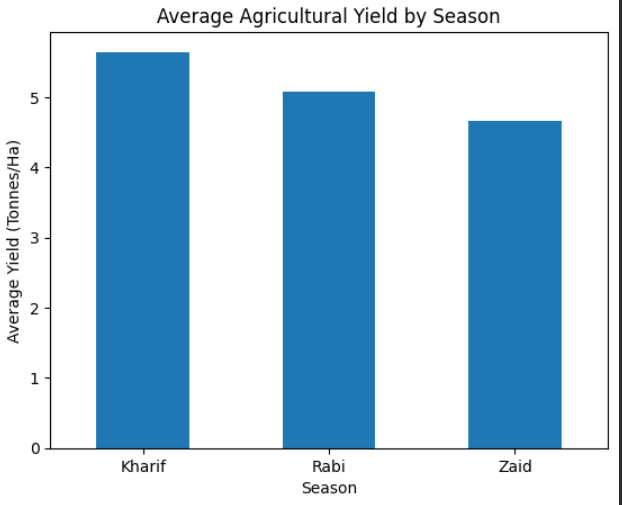 Average Agricultural Yield by Season
Average Yield (Tonnes/Ha)
5
4
3
2
1
0
Kharif
Rabi
Zaid
Season